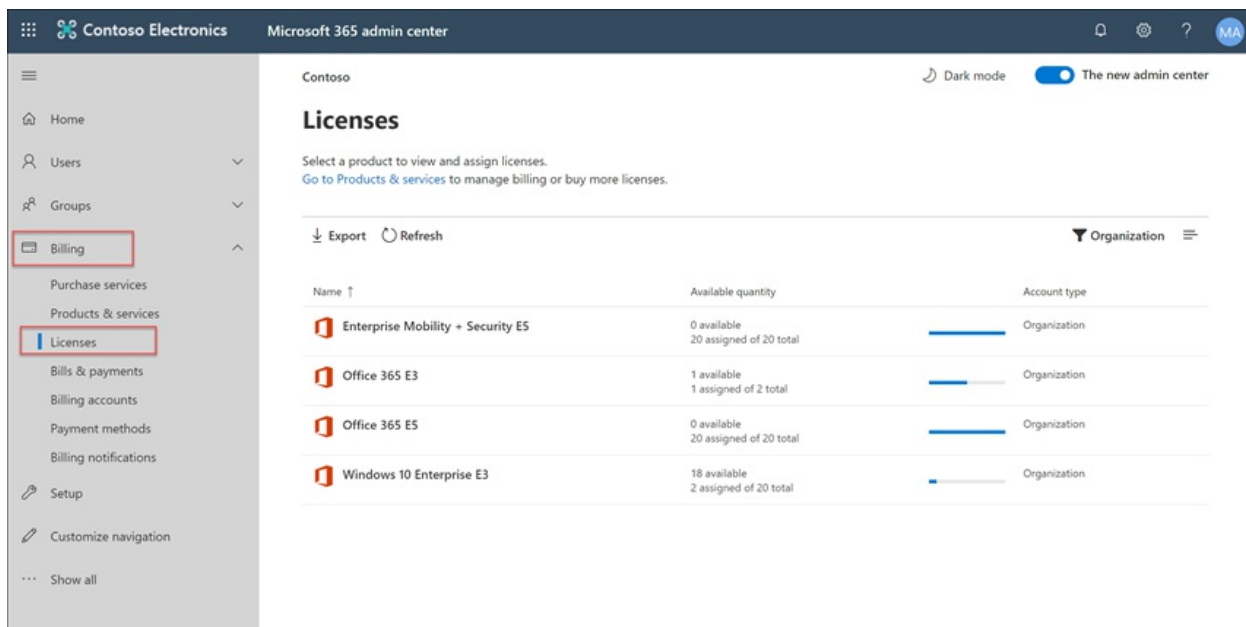 Contoso Electronics
Microsoft 365 admin center
?
MA
Contoso
Dark mode
The new admin center
Home
Users
Groups
Billing
Purchase services
Products & services
Licenses
Bills & payments
Billing accounts
Payment methods
Billing notifications
Setup
Customize navigation
... Show all
Licenses
Select a product to view and assign licenses.
Go to Products & services to manage billing or buy more licenses.
Export Refresh
Organization
Name ↑ Available quantity Account type
Enterprise Mobility + Security E5
0 available
20 assigned of 20 total
Organization
Office 365 E3
1 available
1 assigned of 2 total
Organization
Office 365 E5
0 available
20 assigned of 20 total
Organization
Windows 10 Enterprise E3
18 available
2 assigned of 20 total
Organization